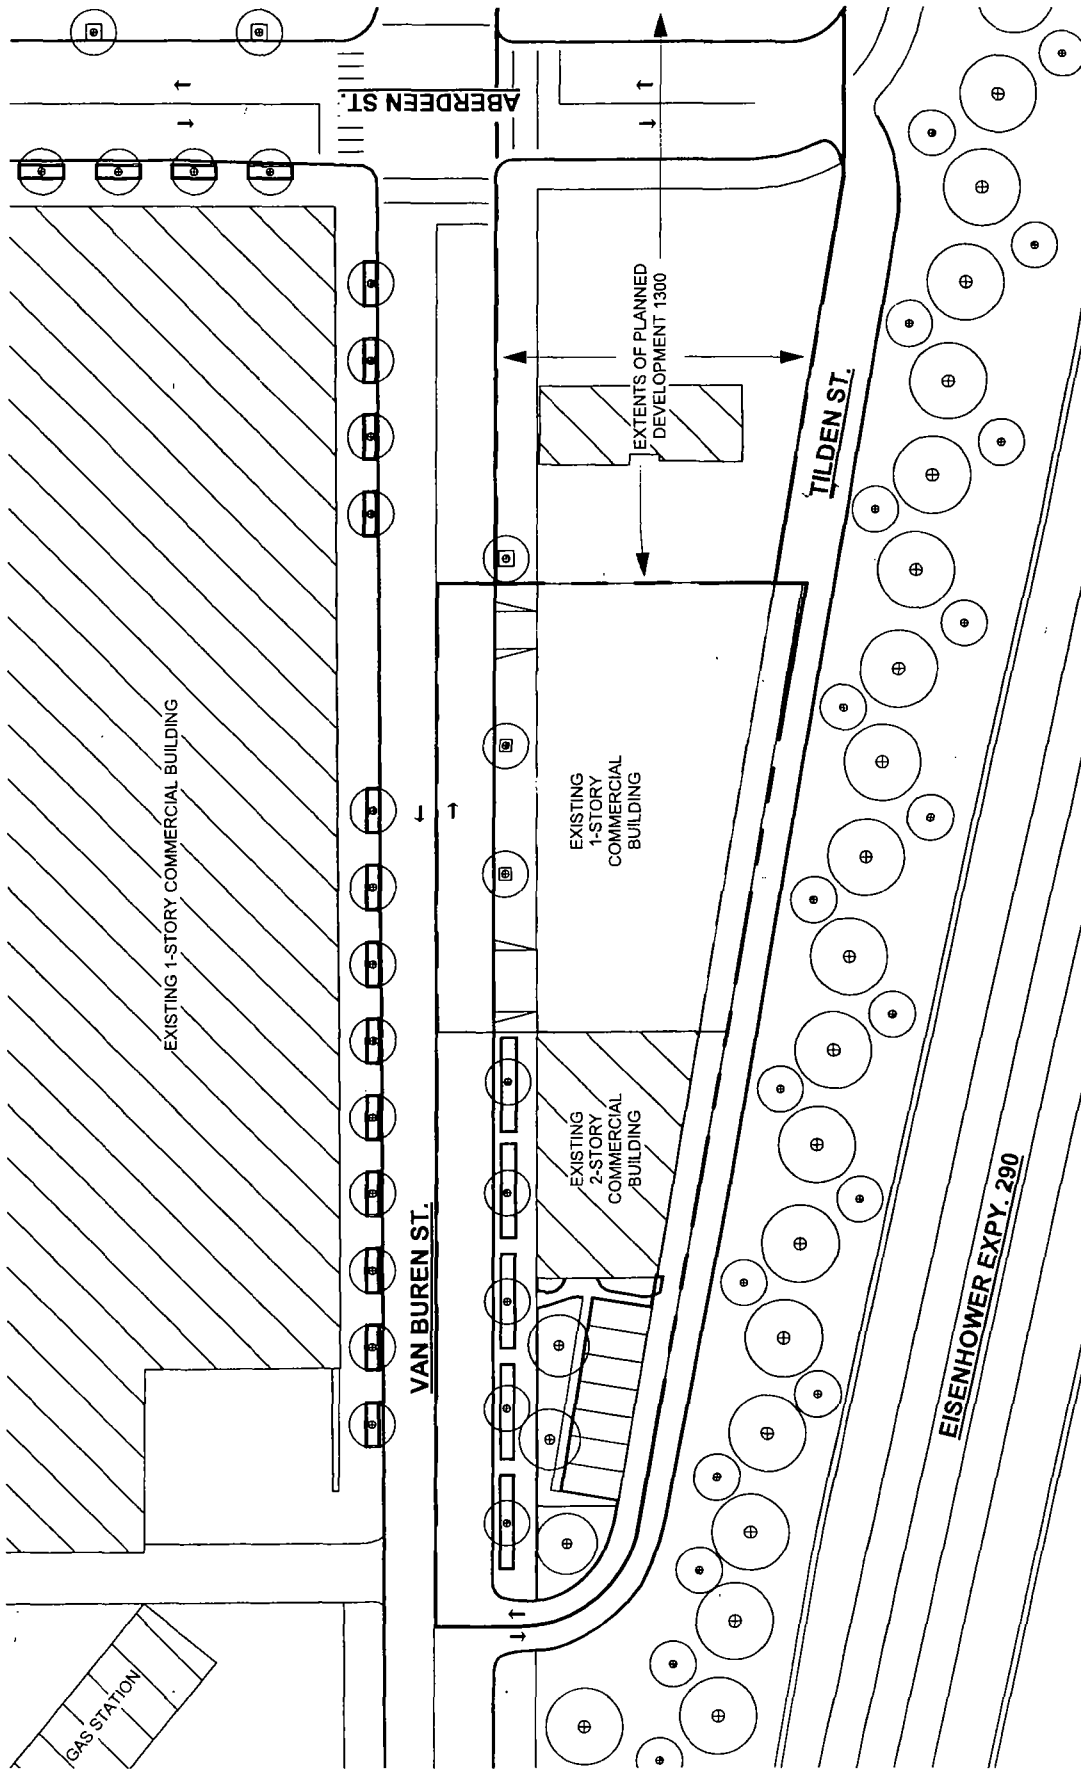 ABERDEEN ST.
EXTENTS OF PLANNED
DEVELOPMENT 1300
TILDEN ST.
EXISTING 1-STORY COMMERCIAL BUILDING
EXISTING
1-STORY
COMMERCIAL
BUILDING
EXISTING
2-STORY
COMMERCIAL
BUILDING
VAN BUREN ST.
EISENHOWER EXPY. 290
GAS STATION